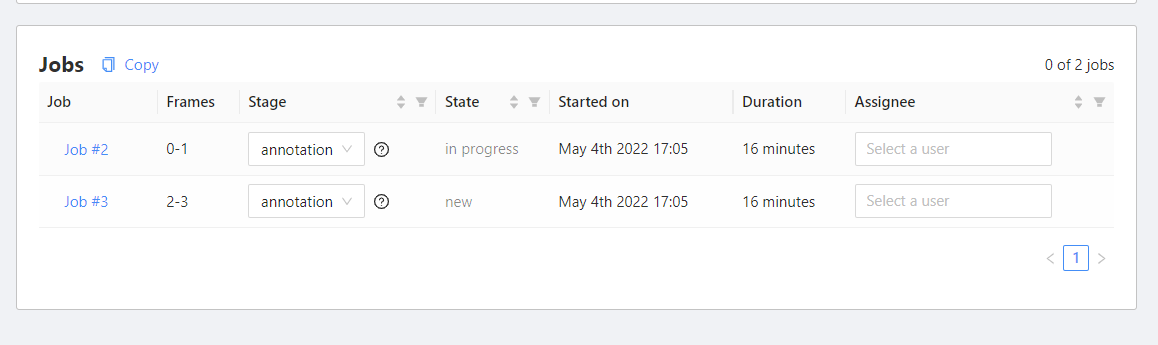 Jobs Copy 0 of 2 jobs
Job Frames Stage State Started on Duration Assignee
Job #2 0-1 annotation in progress May 4th 2022 17:05 16 minutes Select a user
Job #3 2-3 annotation new May 4th 2022 17:05 16 minutes Select a user
1